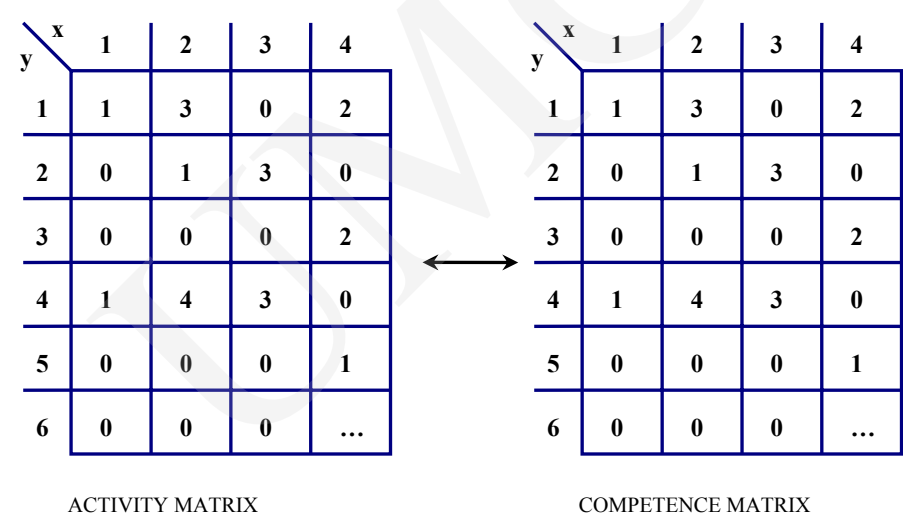 x 1 2 3 4 x 1 2 3 4
y y
1 1 3 0 2 1 1 3 0 2
2 0 1 3 0 2 0 1 3 0
3 0 0 0 2 3 0 0 0 2
4 1 4 3 0 4 1 4 3 0
5 0 0 0 1 5 0 0 0 1
6 0 0 0 … 6 0 0 0 …
ACTIVITY MATRIX COMPETENCE MATRIX